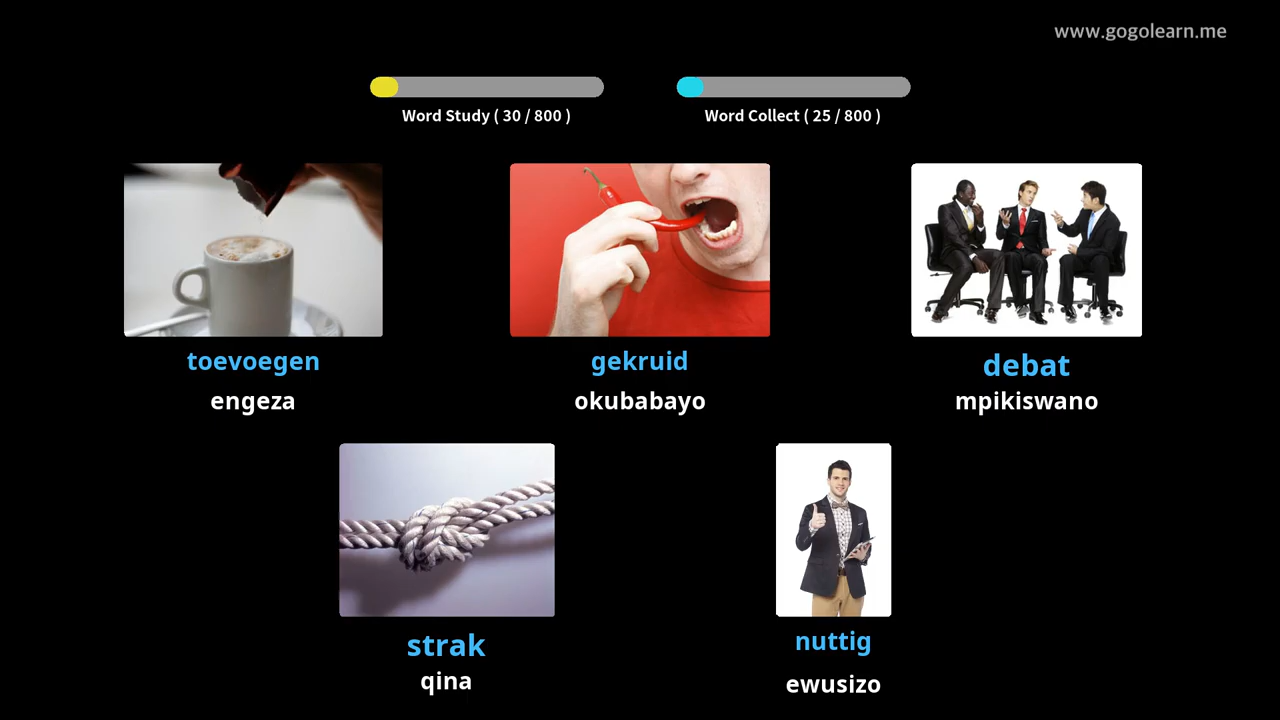 www.gogolearn.me
Word Study ( 30 / 800 )
Word Collect ( 25 / 800 )
toevoegen
engeza
gekruid
okubabayo
debat
mpikiswano
strak
qina
nuttig
ewusizo